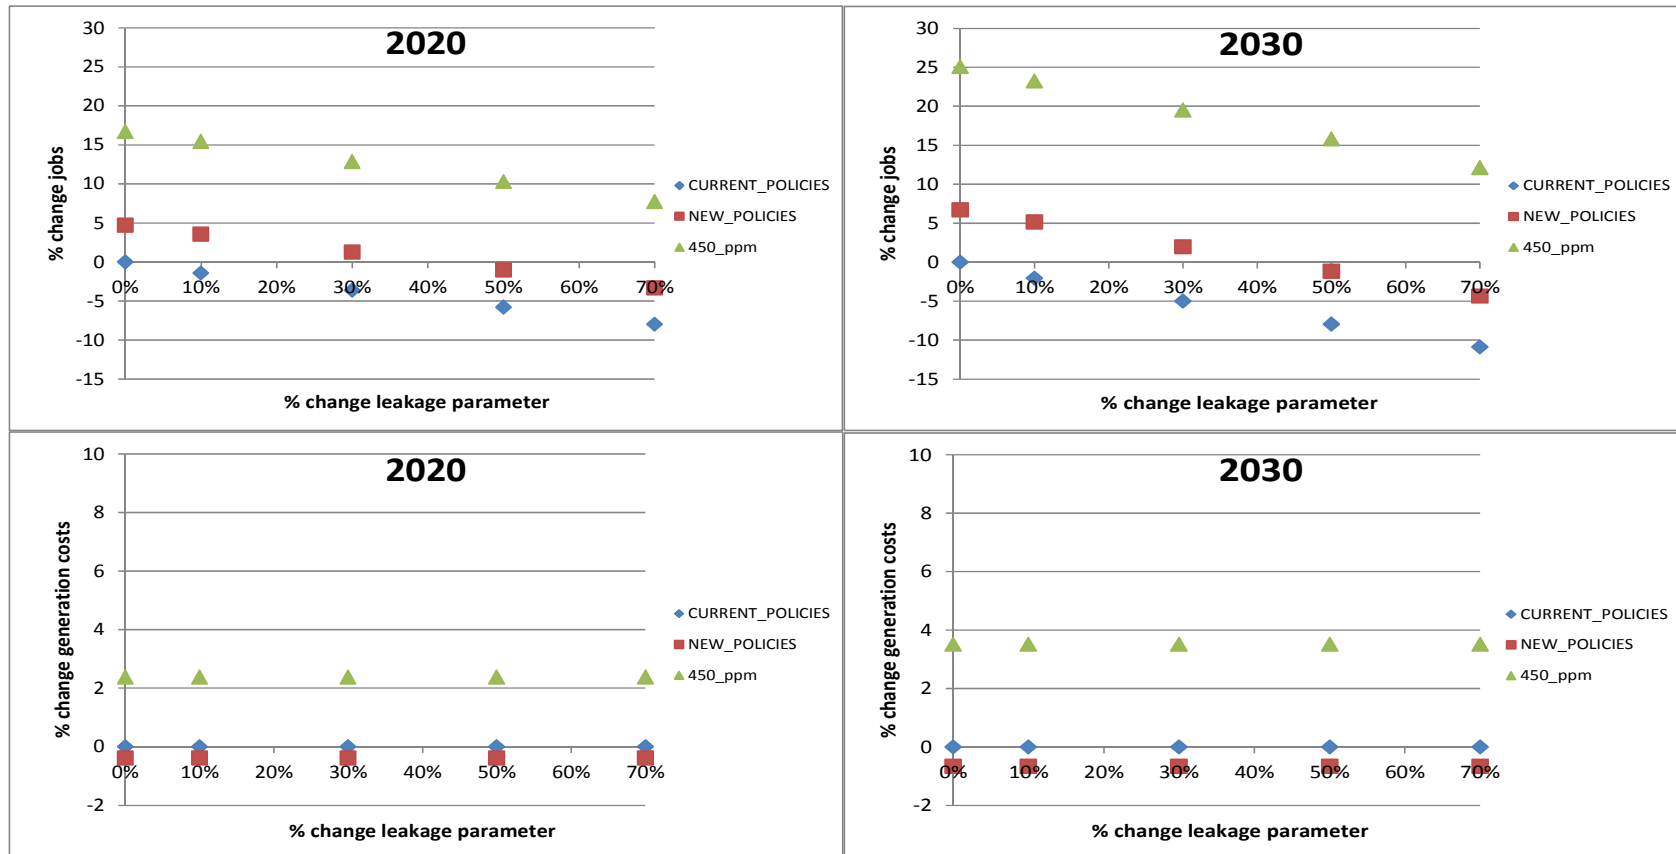 2020
30
25
20
15
10
5
0
-5
-10
-15
0% 10% 20% 30% 40% 50% 60% 70%
% change jobs
% change leakage parameter
CURRENT_POLICIES
NEW_POLICIES
450_ppm
2030
30
25
20
15
10
5
0
-5
-10
-15
0% 10% 20% 30% 40% 50% 60% 70%
% change jobs
% change leakage parameter
CURRENT_POLICIES
NEW_POLICIES
450_ppm
2020
10
8
6
4
2
0
-2
0% 10% 20% 30% 40% 50% 60% 70%
% change generation costs
% change leakage parameter
CURRENT_POLICIES
NEW_POLICIES
450_ppm
2030
10
8
6
4
2
0
-2
0% 10% 20% 30% 40% 50% 60% 70%
% change generation costs
% change leakage parameter
CURRENT_POLICIES
NEW_POLICIES
450_ppm